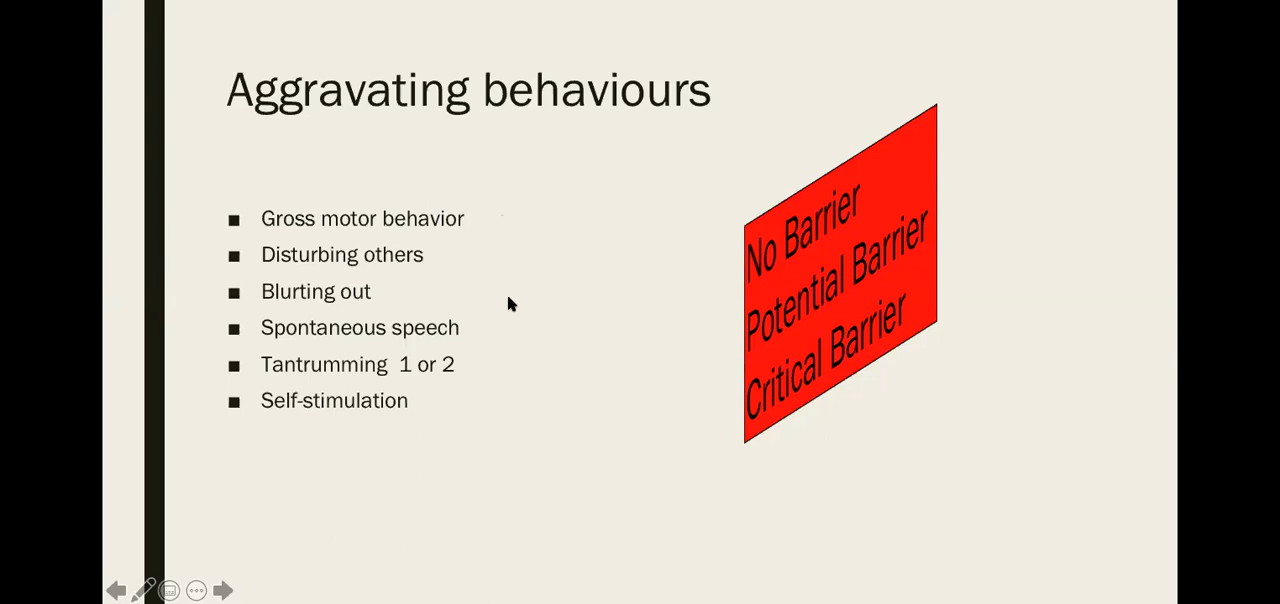 Aggravating behaviours
■ Gross motor behavior
■ Disturbing others
■ Blurting out
■ Spontaneous speech
■ Tantrumming  1 or 2
■ Self-stimulation
No Barrier
Potential Barrier
Critical Barrier